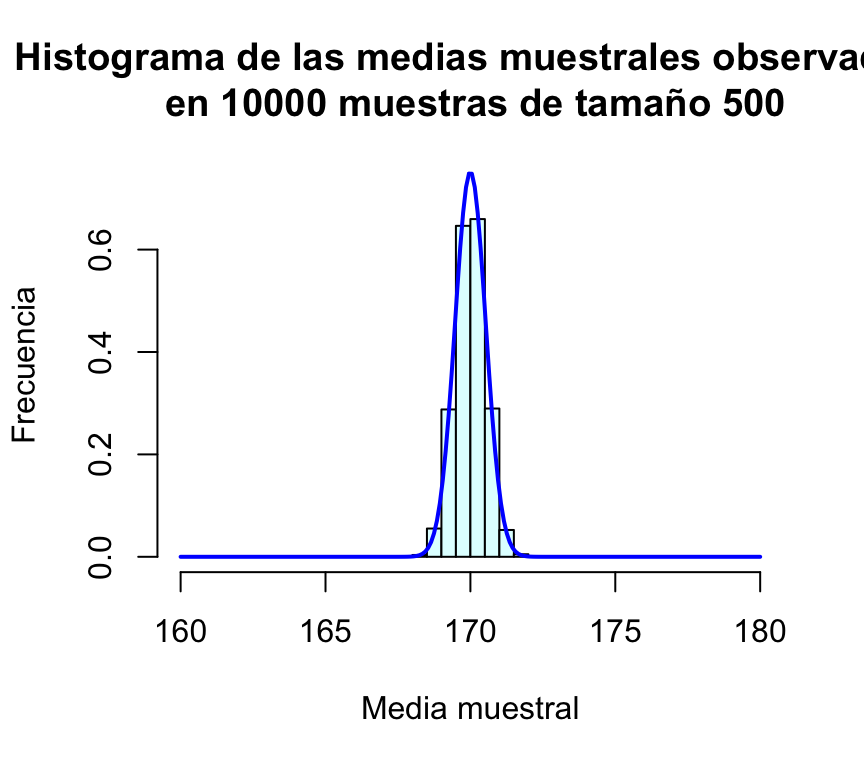 Histograma de las medias muestrales observa
en 10000 muestras de tamaño 500
Frecuencia
0.6
0.4
0.2
0.0
160 165 170 175 180
Media muestral